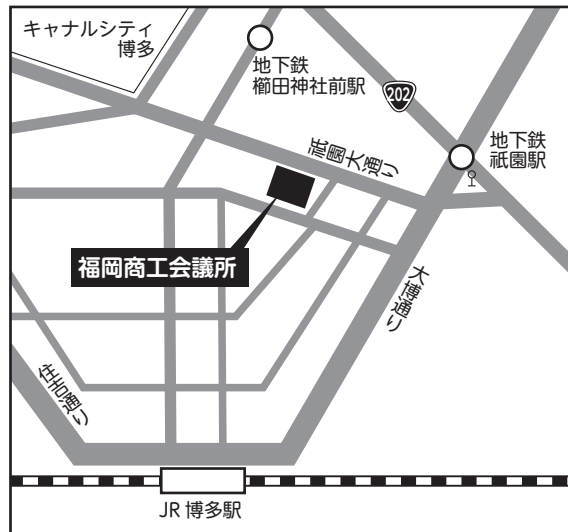 キャナルシティ
博多
地下鉄
櫛田神社前駅
202
地下鉄
祇園駅
祇園大通り
福岡商工会議所
大博通り
住吉通り
JR 博多駅